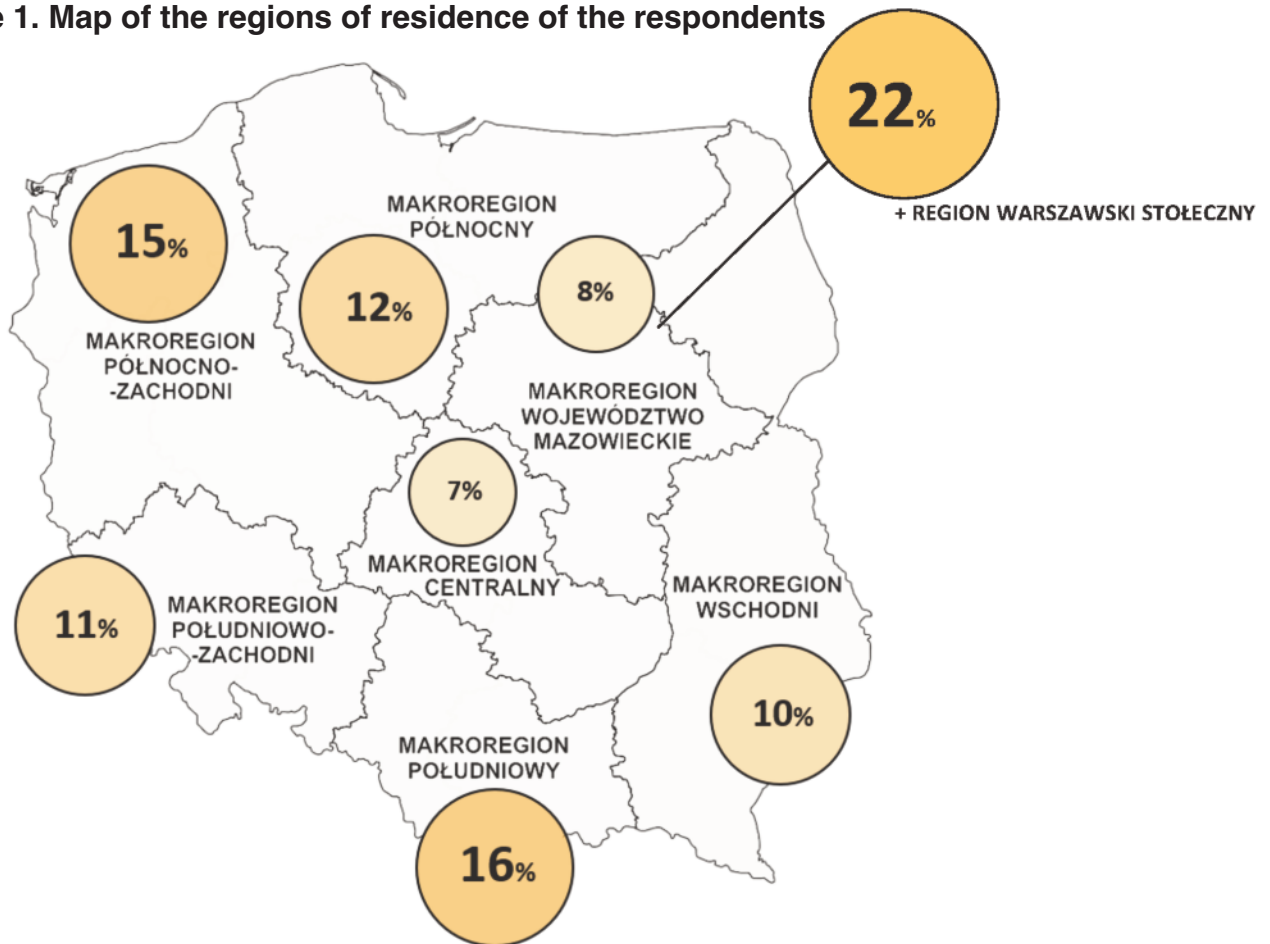 e 1. Map of the regions of residence of the respondents
22%
+ REGION WARSZAWSKI STOŁECZNY
MAKROREGION
PÓŁNOCNY
15%
12%
8%
MAKROREGION
PÓŁNOCNO-
-ZACHODNI
MAKROREGION
WOJEWÓDZTWO
MAZOWIECKIE
7%
MAKROREGION
CENTRALNY
MAKROREGION
WSCHODNI
11%
MAKROREGION
POŁUDNIOWO-
-ZACHODNI
10%
MAKROREGION
POŁUDNIOWY
16%